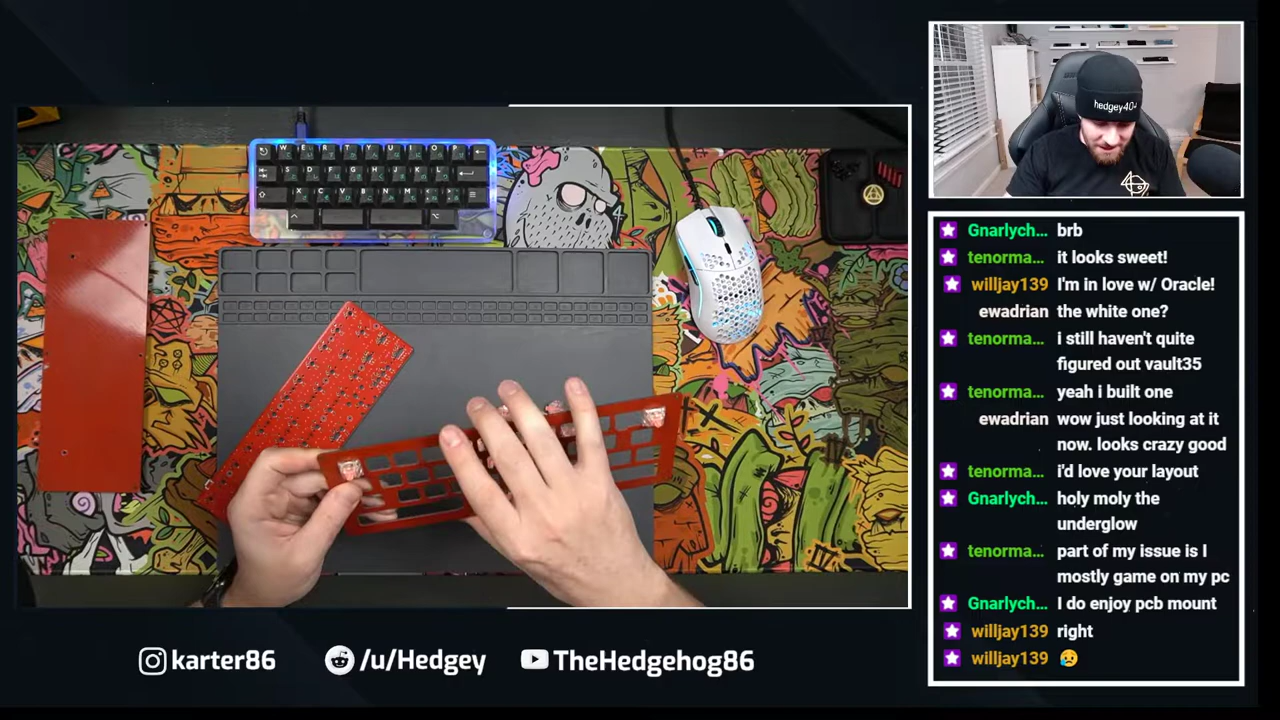 hedgey40
W E R T Y U I O P
S D F G H J K L
X C V B N M
Gnarlych... brb
tenorma... it looks sweet!
willjay139 I'm in love w/ Oracle!
ewadrian the white one?
tenorma... i still haven't quite
figured out vault35
tenorma... yeah i built one
ewadrian wow just looking at it
now. looks crazy good
tenorma... i'd love your layout
Gnarlych... holy moly the
underglow
tenorma... part of my issue is I
mostly game on my pc
Gnarlych... I do enjoy pcb mount
willjay139 right
willjay139 😥
karter86
/u/Hedgey
TheHedgehog86